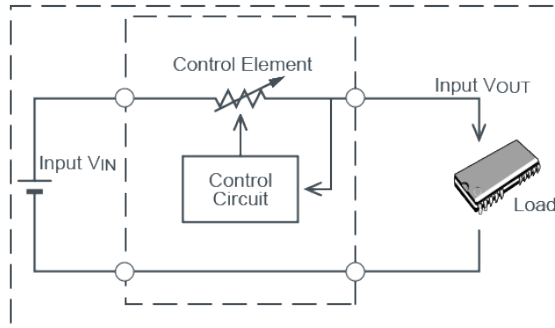 Control Element
Input VOUT
Input VIN
Control
Circuit
Load